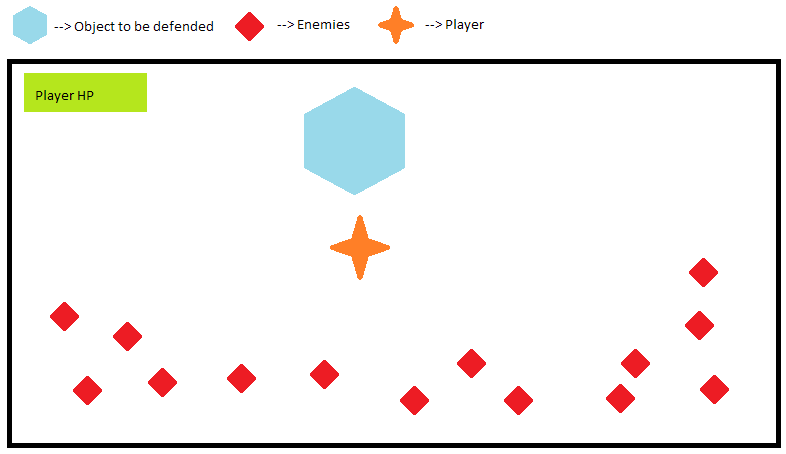 --> Object to be defended --> Enemies --> Player
Player HP